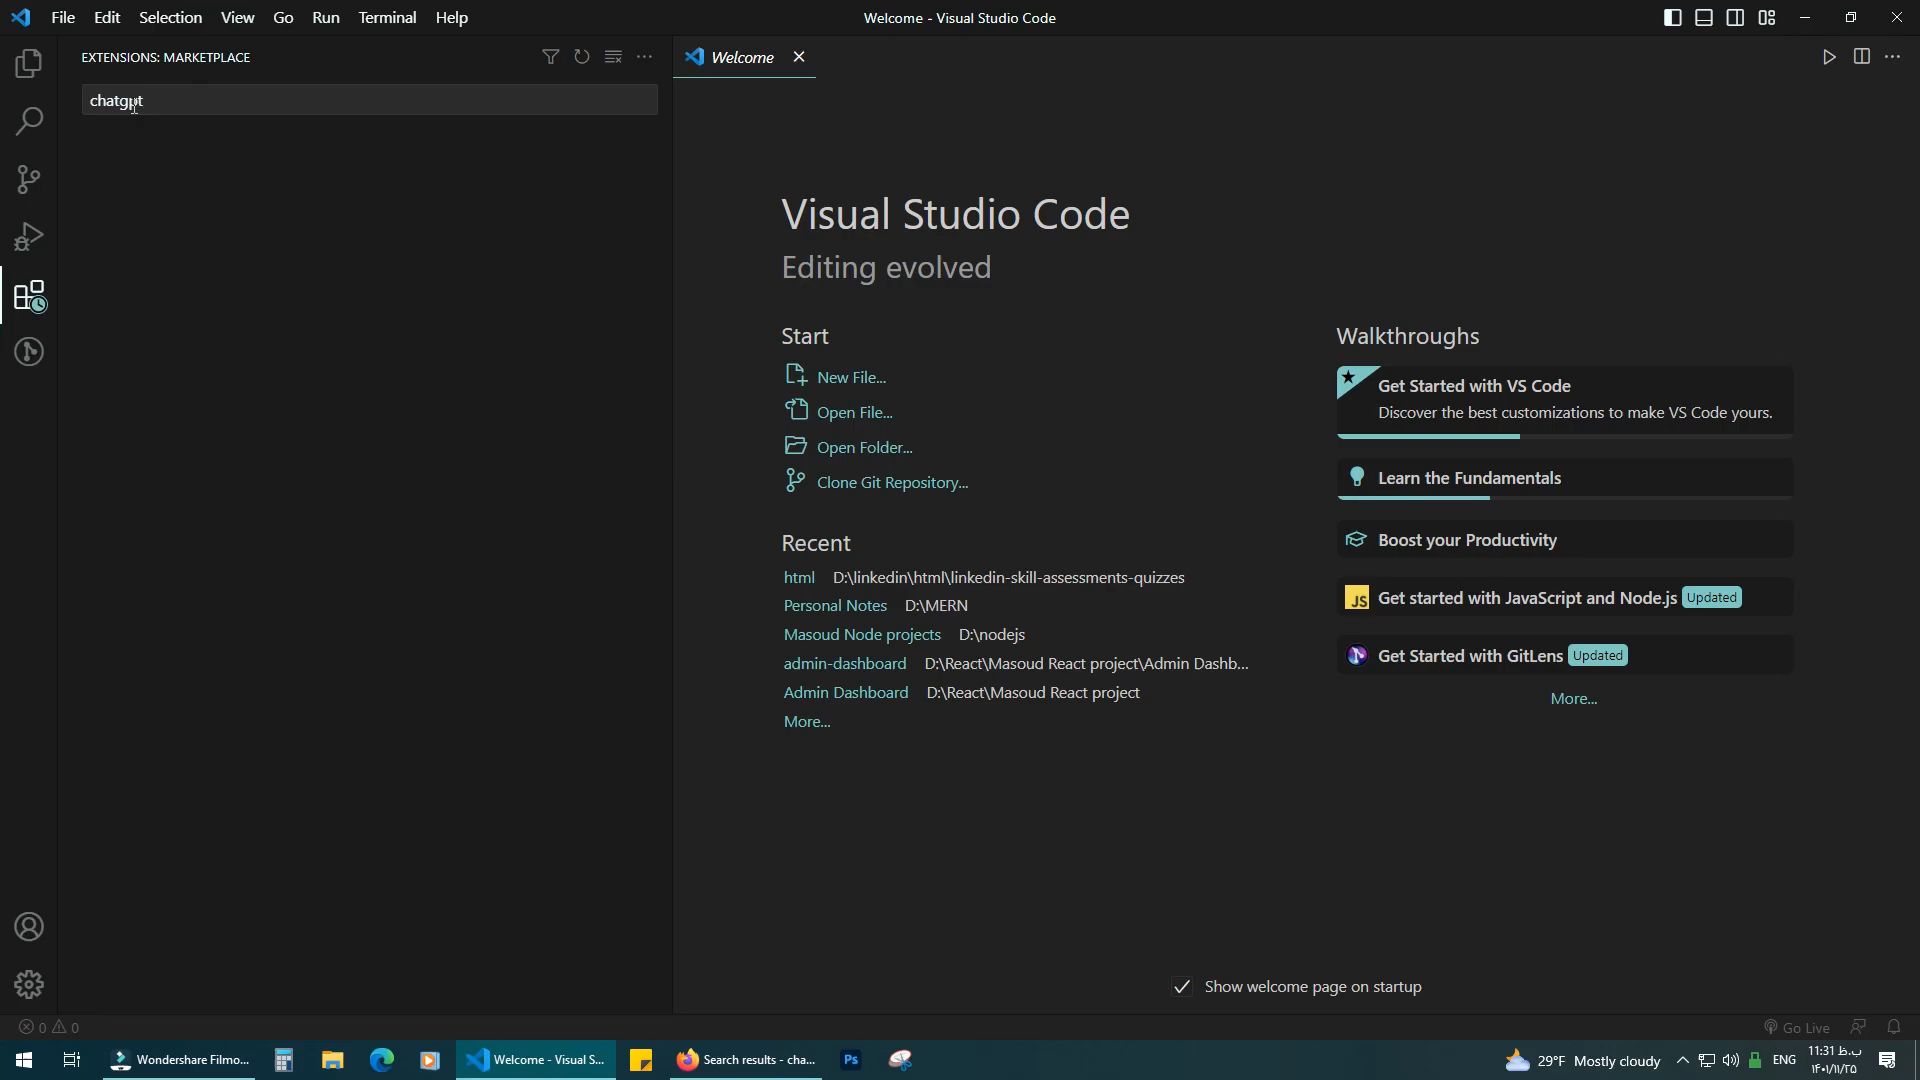 File Edit Selection View Go Run Terminal Help
Welcome - Visual Studio Code
EXTENSIONS: MARKETPLACE
chatgpt
Welcome
Visual Studio Code
Editing evolved
Start
New File...
Open File...
Open Folder...
Clone Git Repository...
Recent
html D:\linkedin\html\linkedin-skill-assessments-quizzes
Personal Notes D:\MERN
Masoud Node projects D:\nodejs
admin-dashboard D:\React\Masoud React project\Admin Dashb...
Admin Dashboard D:\React\Masoud React project
More...
Walkthroughs
Get Started with VS Code
Discover the best customizations to make VS Code yours.
Learn the Fundamentals
Boost your Productivity
JS Get started with JavaScript and Node.js Updated
Get Started with GitLens Updated
More...
Show welcome page on startup
0 0
Go Live
Wondershare Filmo...
Welcome - Visual S...
Search results - cha...
Ps
29°F Mostly cloudy
ENG
11:31 ب.ظ
۱۴۰۱/۱۱/۲۵